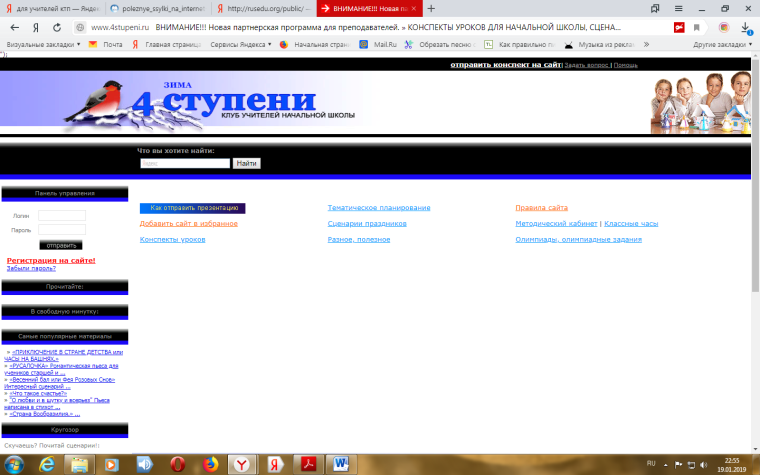 для учителей ктп — Яндек
poleznye_ssylki_na_internet
http://rusedu.org/public/ —
ВНИМАНИЕ!!! Новая пар
www.4stupeni.ru ВНИМАНИЕ!!! Новая партнерская программа для преподавателей. » КОНСПЕКТЫ УРОКОВ ДЛЯ НАЧАЛЬНОЙ ШКОЛЫ, СЦЕНА...
Визуальные закладки
Почта
Главная страница
Сервисы Яндекса
Начальная стран
Mail.Ru
Обрезать песню
Как правильно п
Музыка из реклам
Другие закладки
отправить конспект на сайт| Задать вопрос | Помощь
ЗИМА
4 ступени
КЛУБ УЧИТЕЛЕЙ НАЧАЛЬНОЙ ШКОЛЫ
Что вы хотите найти:
Найти
Панель управления
Логин
Пароль
отправить
Регистрация на сайте!
Забыли пароль?
Прочитайте:
В свободную минутку:
Самые популярные материалы
» «ПРИКЛЮЧЕНИЕ В СТРАНЕ ДЕТСТВА или
ЧАСЫ НА БАШНЯХ.»
» «РУСАЛОЧКА» Романтическая пьеса для
учеников старшей и ...
» «Весенний бал или Фея Розовых Снов»
Интересный сценарий ...
» «Что такое счастье?»
» "О любви и в шутку и всерьез" Пьеса
написана в стихот ...
» «Страна Вообразилия.» ...
Кругозор
Скучаешь? Почитай сценарии!:
Как отправить презентацию
Тематическое планирование
Правила сайта
Добавить сайт в избранное
Сценарии праздников
Методический кабинет | Классные часы
Конспекты уроков
Разное, полезное
Олимпиады, олимпиадные задания
RU
22:55
19.01.2019